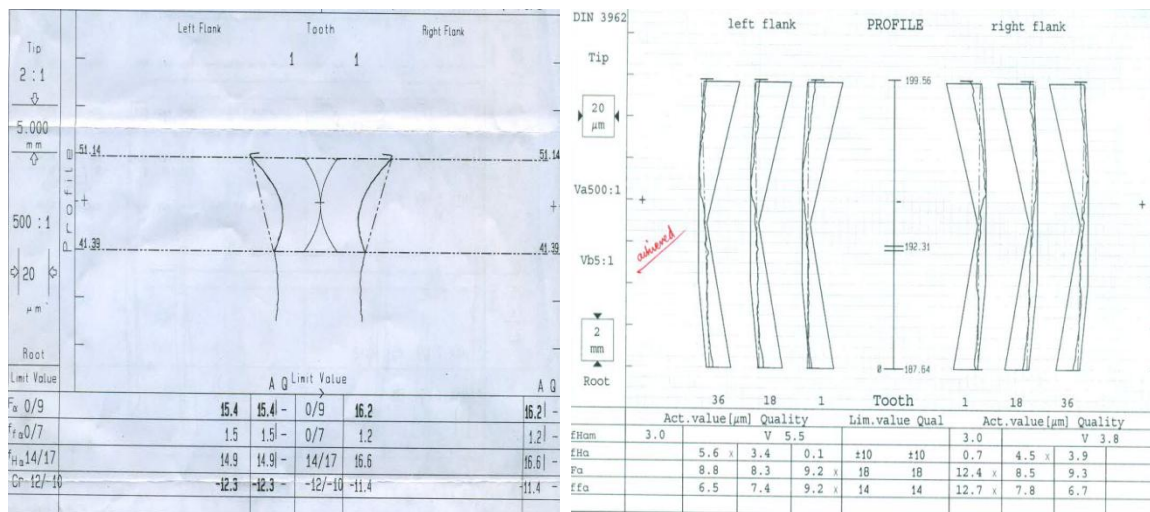 Left Flank Tooth Right Flank
1 1
Tip
2 : 1
5.000
mm
51.14 51.14
Profile
500 : 1
41.39 41.39
20
µm
Root
Limit Value A Q Limit Value A Q
Fα 0/9 15.4 15.4 - 0/9 16.2 16.2 -
ffα0/7 1.5 1.5 - 0/7 1.2 1.2 -
fHα14/17 14.9 14.9 - 14/17 16.6 16.6 -
Cr-12/-10 -12.3 -12.3 - -12/-10 -11.4 -11.4 -
DIN 3962 left flank PROFILE right flank
Tip
199.56
20
µm
Va500:1
achieved
192.31
Vb5:1
2
mm
0 187.64
Root
36 18 1 Tooth 1 18 36
Act.value[µm] Quality Lim.value Qual Act.value[µm] Quality
fHαm 3.0 V 5.5 3.0 V 3.8
fHα 5.6 x 3.4 0.1 ±10 ±10 0.7 4.5 x 3.9
Fα 8.8 8.3 9.2 x 18 18 12.4 x 8.5 9.3
ffα 6.5 7.4 9.2 x 14 14 12.7 x 7.8 6.7